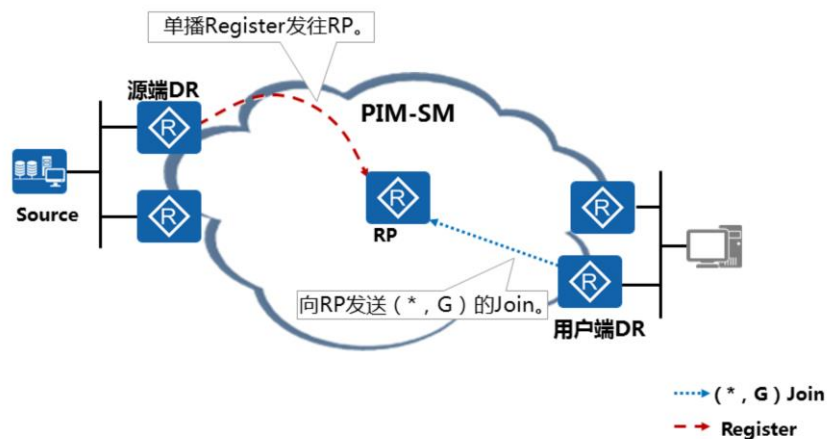 单播Register发往RP。
源端DR
PIM-SM
R
R
R
R
R
Source
RP
向RP发送（*，G）的Join。
用户端DR
（*，G）Join
Register